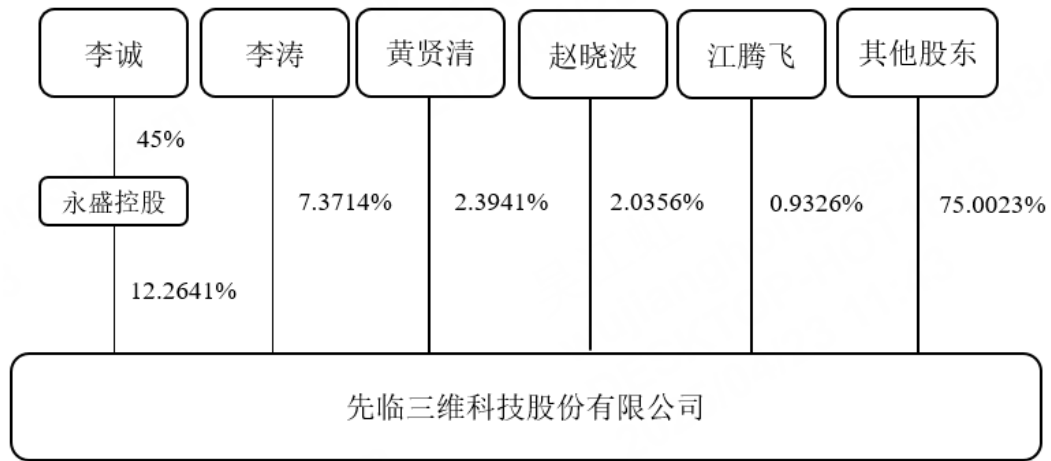 李诚
李涛
黄贤清
赵晓波
江腾飞
其他股东
45%
永盛控股
7.3714%
2.3941%
2.0356%
0.9326%
75.0023%
12.2641%
先临三维科技股份有限公司